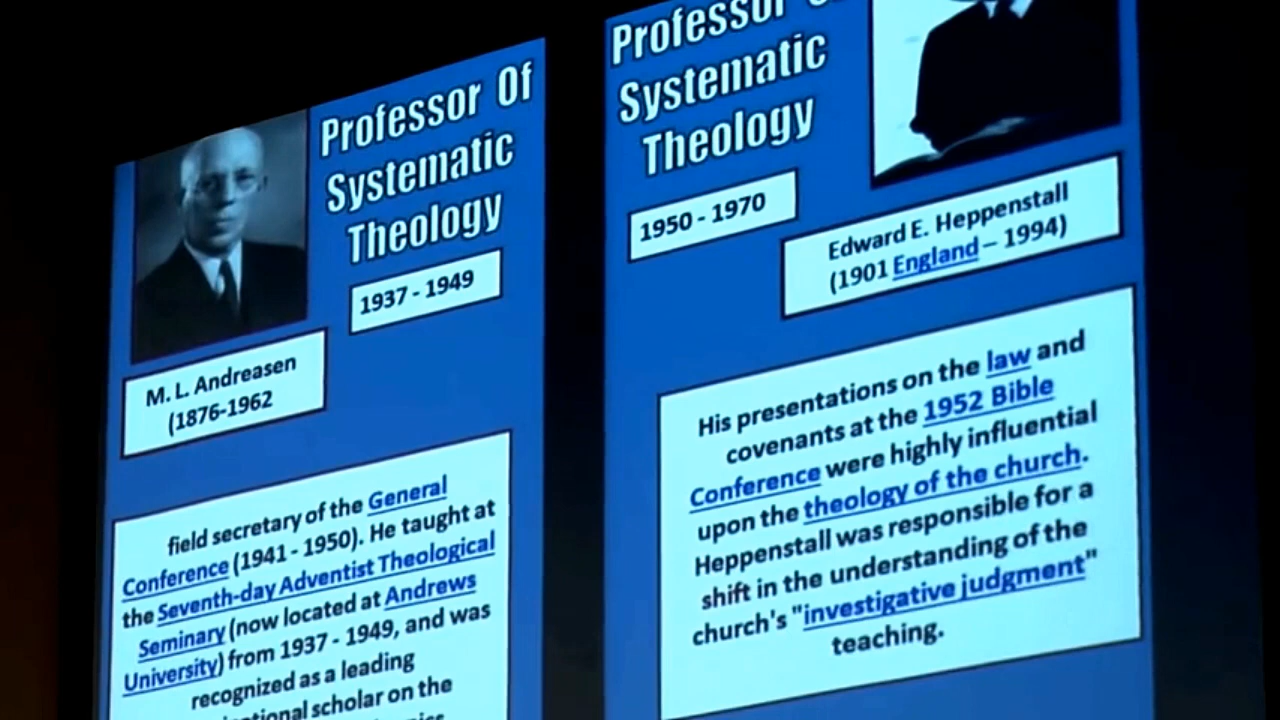 Professor Of
Systematic
Theology
1937 - 1949
M. L. Andreasen
(1876-1962
field secretary of the General
Conference (1941 - 1950). He taught at
the Seventh-day Adventist Theological
Seminary (now located at Andrews
University) from 1937 - 1949, and was
recognized as a leading
scholar on the
Professor
Systematic
Theology
1950 - 1970
Edward E. Heppenstall
(1901 England – 1994)
His presentations on the law and
covenants at the 1952 Bible
Conference were highly influential
upon the theology of the church.
Heppenstall was responsible for a
shift in the understanding of the
church's "investigative judgment"
teaching.